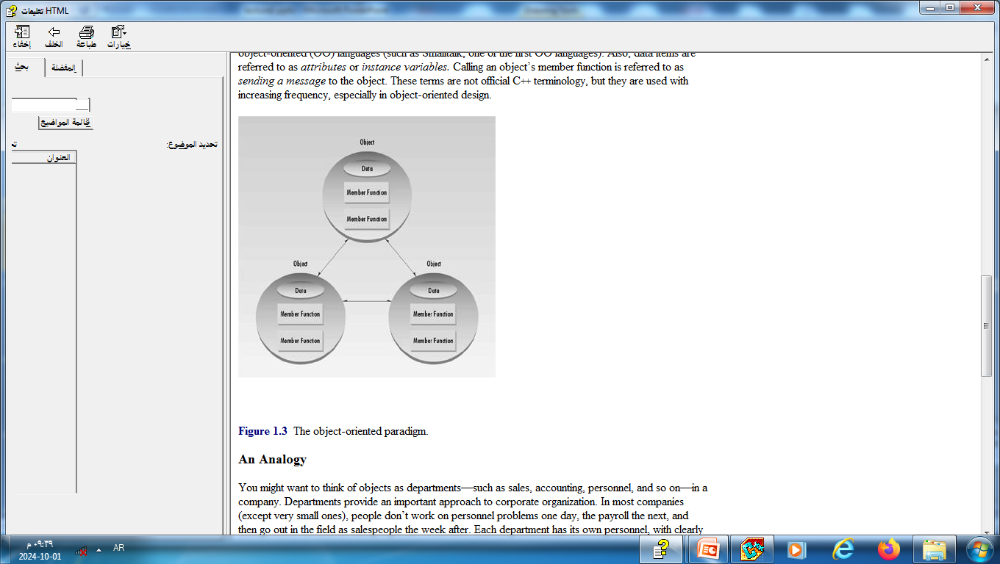 HTML تعليمات
إخفاء
الخلف
طباعة
خيارات
بحث
المفضلة
قائمة المواضيع
تحديد الموضوع:
العنوان
object-oriented (OO) languages (such as Smalltalk, one of the first OO languages). Also, data items are
referred to as attributes or instance variables. Calling an object’s member function is referred to as
sending a message to the object. These terms are not official C++ terminology, but they are used with
increasing frequency, especially in object-oriented design.
Object
Data
Member Function
Member Function
Object
Data
Member Function
Member Function
Object
Data
Member Function
Member Function
Figure 1.3 The object-oriented paradigm.
An Analogy
You might want to think of objects as departments—such as sales, accounting, personnel, and so on—in a
company. Departments provide an important approach to corporate organization. In most companies
(except very small ones), people don’t work on personnel problems one day, the payroll the next, and
then go out in the field as salespeople the week after. Each department has its own personnel, with clearly
٠٩:٣٩ م
2024-10-01
AR